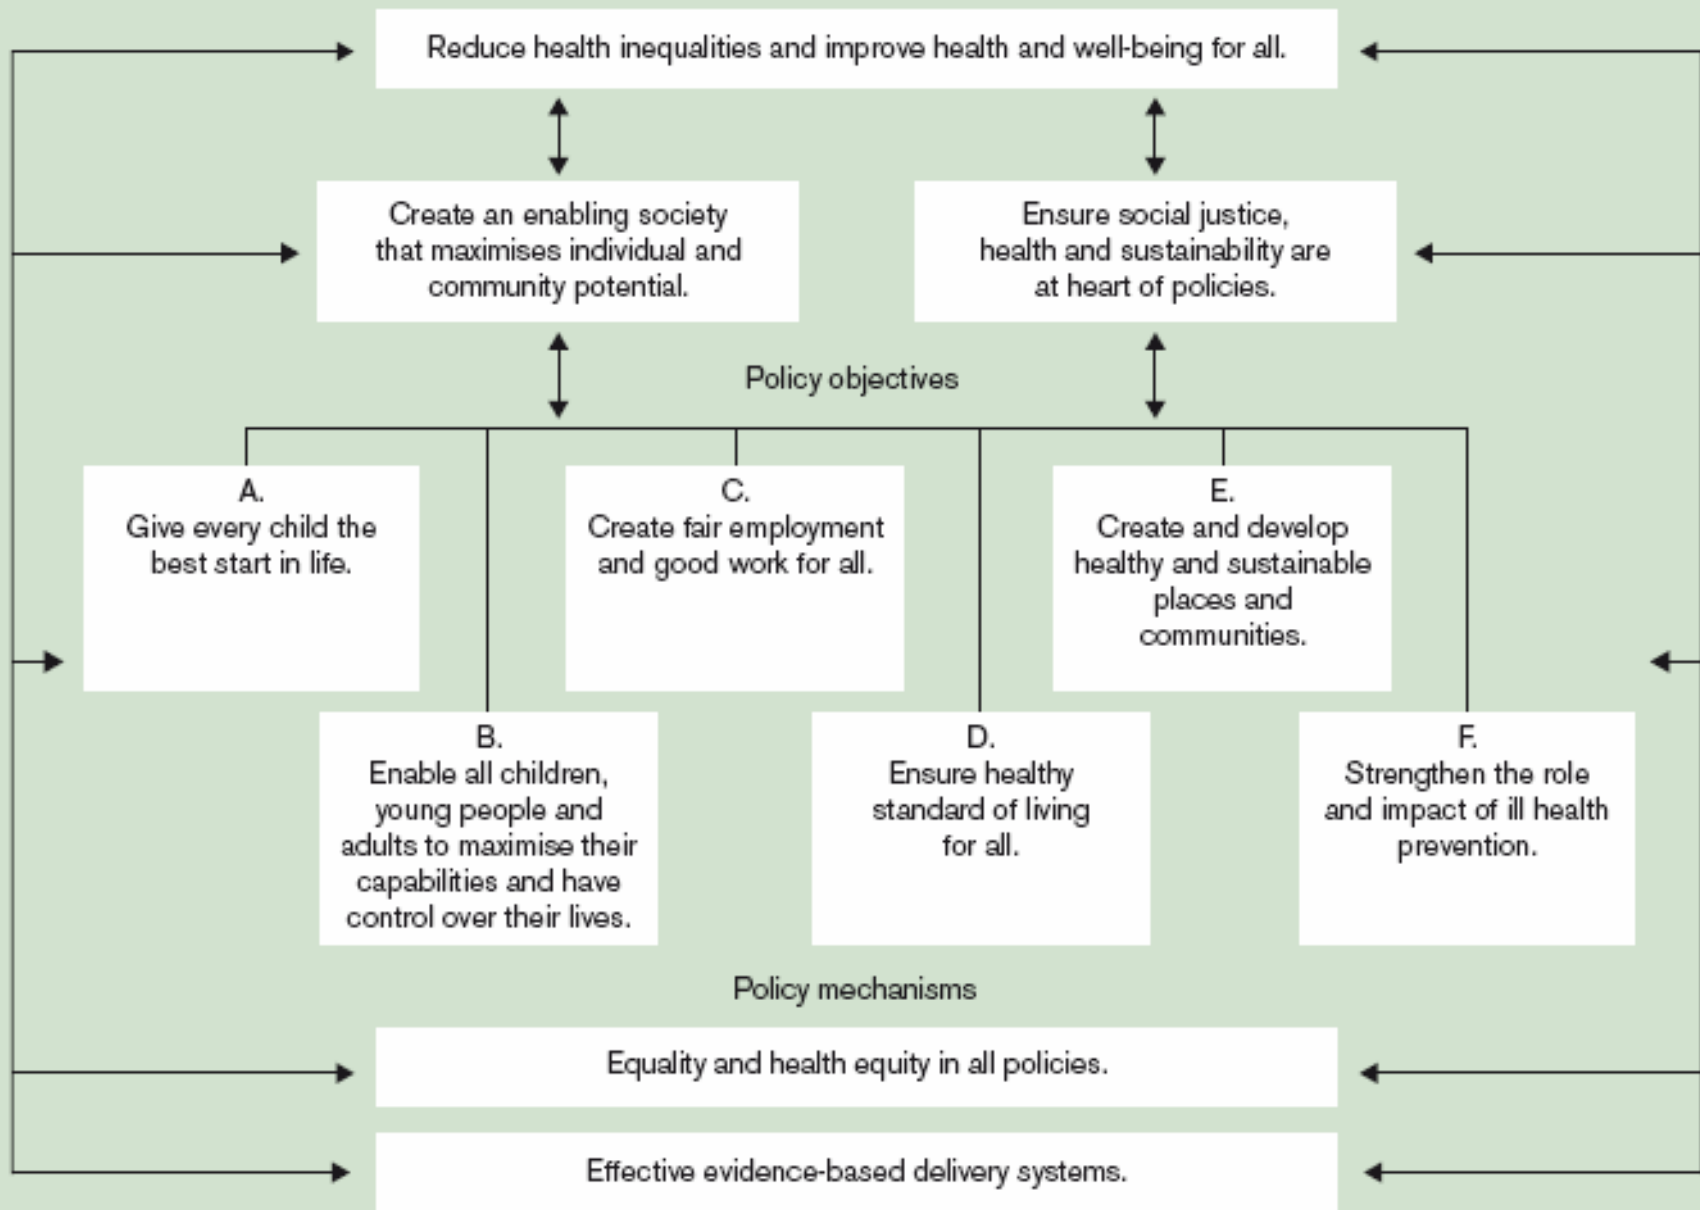 Reduce health inequalities and improve health and well-being for all.
Create an enabling society
that maximises individual and
community potential.
Ensure social justice,
health and sustainability are
at heart of policies.
Policy objectives
A.
Give every child the
best start in life.
C.
Create fair employment
and good work for all.
E.
Create and develop
healthy and sustainable
places and
communities.
B.
Enable all children,
young people and
adults to maximise their
capabilities and have
control over their lives.
D.
Ensure healthy
standard of living
for all.
F.
Strengthen the role
and impact of ill health
prevention.
Policy mechanisms
Equality and health equity in all policies.
Effective evidence-based delivery systems.